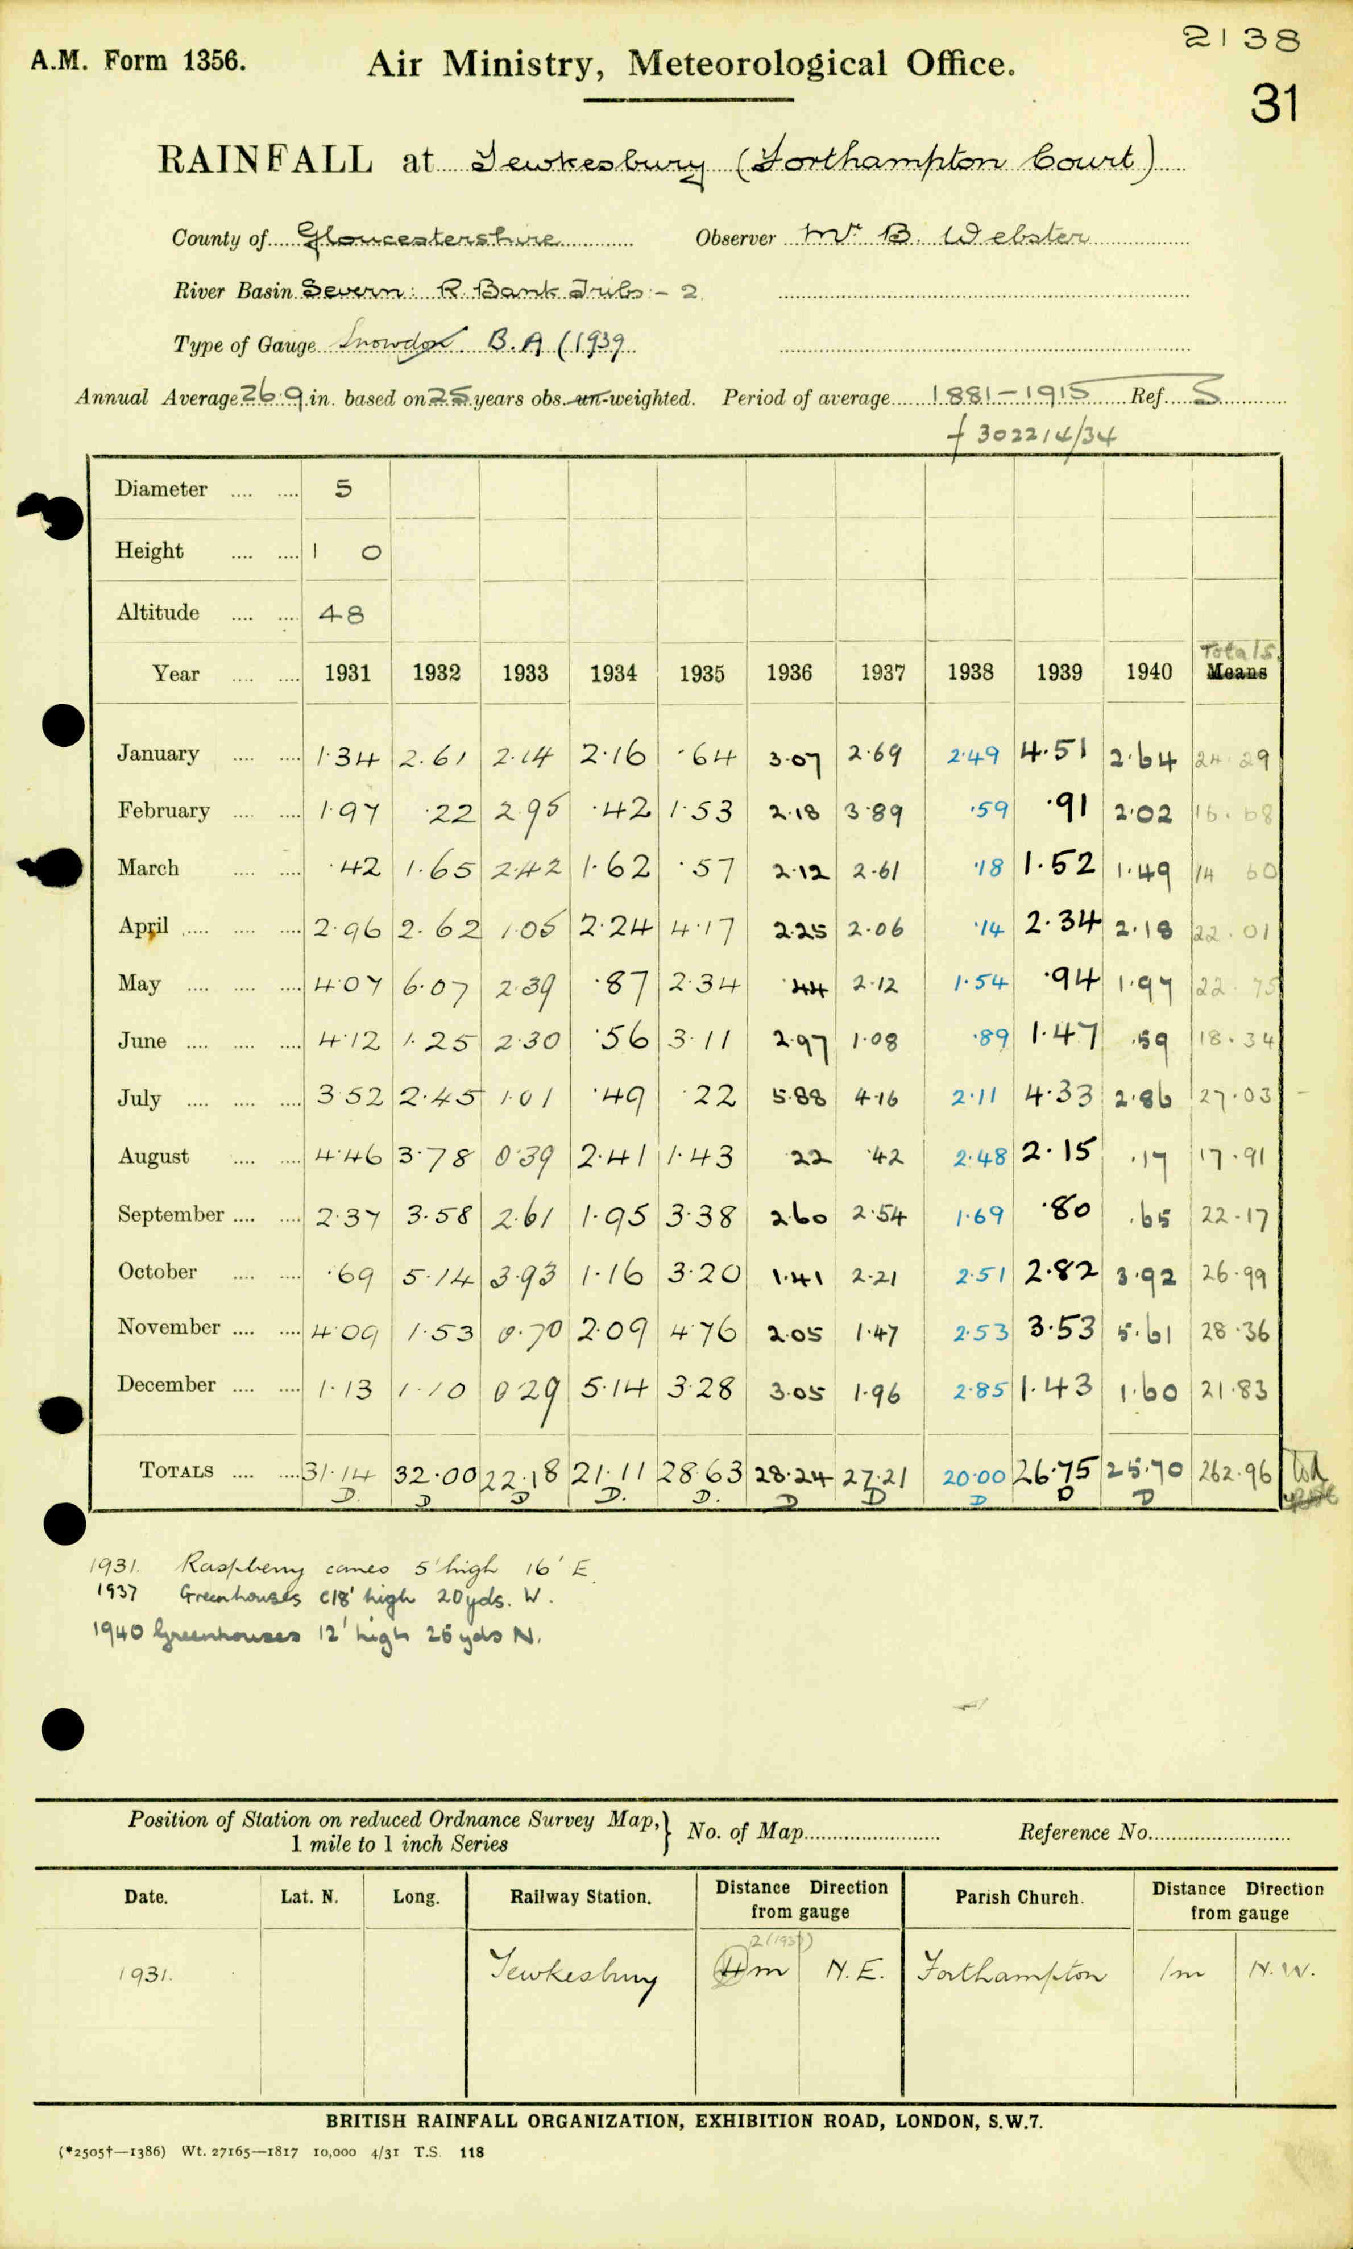 2138
A.M. Form 1356. Air Ministry, Meteorological Office.
31
RAINFALL at Tewkesbury (Forthampton Court)
County of Gloucestershire Observer Mr. B. Webster
River Basin Severn: R. Bank Tribs - 2
Type of Gauge Snowdon B.A (1939
Annual Average 26.9 in. based on 25 years obs. un-weighted. Period of average 1881-1915 Ref. S
f 302214/34
Diameter 5
Height 1 0
Altitude 48
Totals
Year 1931 1932 1933 1934 1935 1936 1937 1938 1939 1940 Means
January 1.34 2.61 2.14 2.16 .64 3.07 2.69 2.49 4.51 2.64 24.29
February 1.97 .22 2.95 .42 1.53 2.18 3.89 .59 .91 2.02 16.68
March .42 1.65 2.42 1.62 .57 2.12 2.61 .18 1.52 1.49 14 60
April 2.96 2.62 1.05 2.24 4.17 2.25 2.06 .14 2.34 2.18 22.01
May 4.07 6.07 2.39 .87 2.34 .44 2.12 1.54 .94 1.97 22.75
June 4.12 1.25 2.30 .56 3.11 2.97 1.08 .89 1.47 .59 18.34
July 3.52 2.45 1.01 .49 .22 5.88 4.16 2.11 4.33 2.86 27.03
August 4.46 3.78 0.39 2.41 1.43 .22 .42 2.48 2.15 .17 17.91
September 2.37 3.58 2.61 1.95 3.38 2.60 2.54 1.69 .80 .65 22.17
October .69 5.14 3.93 1.16 3.20 1.41 2.21 2.51 2.82 3.92 26.99
November 4.09 1.53 0.70 2.09 4.76 2.05 1.47 2.53 3.53 5.61 28.36
December 1.13 1.10 0.29 5.14 3.28 3.05 1.96 2.85 1.43 1.60 21.83
TOTALS 31.14 32.00 22.18 21.11 28.63 28.24 27.21 20.00 26.75 25.70 262.96
D. D D D. D. D D D D D
1931. Raspberry canes 5' high 16' E.
1937 Greenhouses c18' high 20yds. W.
1940 Greenhouses 12' high 25 yds N.
Position of Station on reduced Ordnance Survey Map,
1 mile to 1 inch Series
No. of Map Reference No.
Date. Lat. N. Long. Railway Station. Distance Direction from gauge Parish Church. Distance Direction from gauge
2 (1937)
1931. Tewkesbury 4m N.E. Forthampton 1m N.W.
BRITISH RAINFALL ORGANIZATION, EXHIBITION ROAD, LONDON, S.W.7.
(*2505†—1386) Wt. 27165—1817 10,000 4/31 T.S. 118